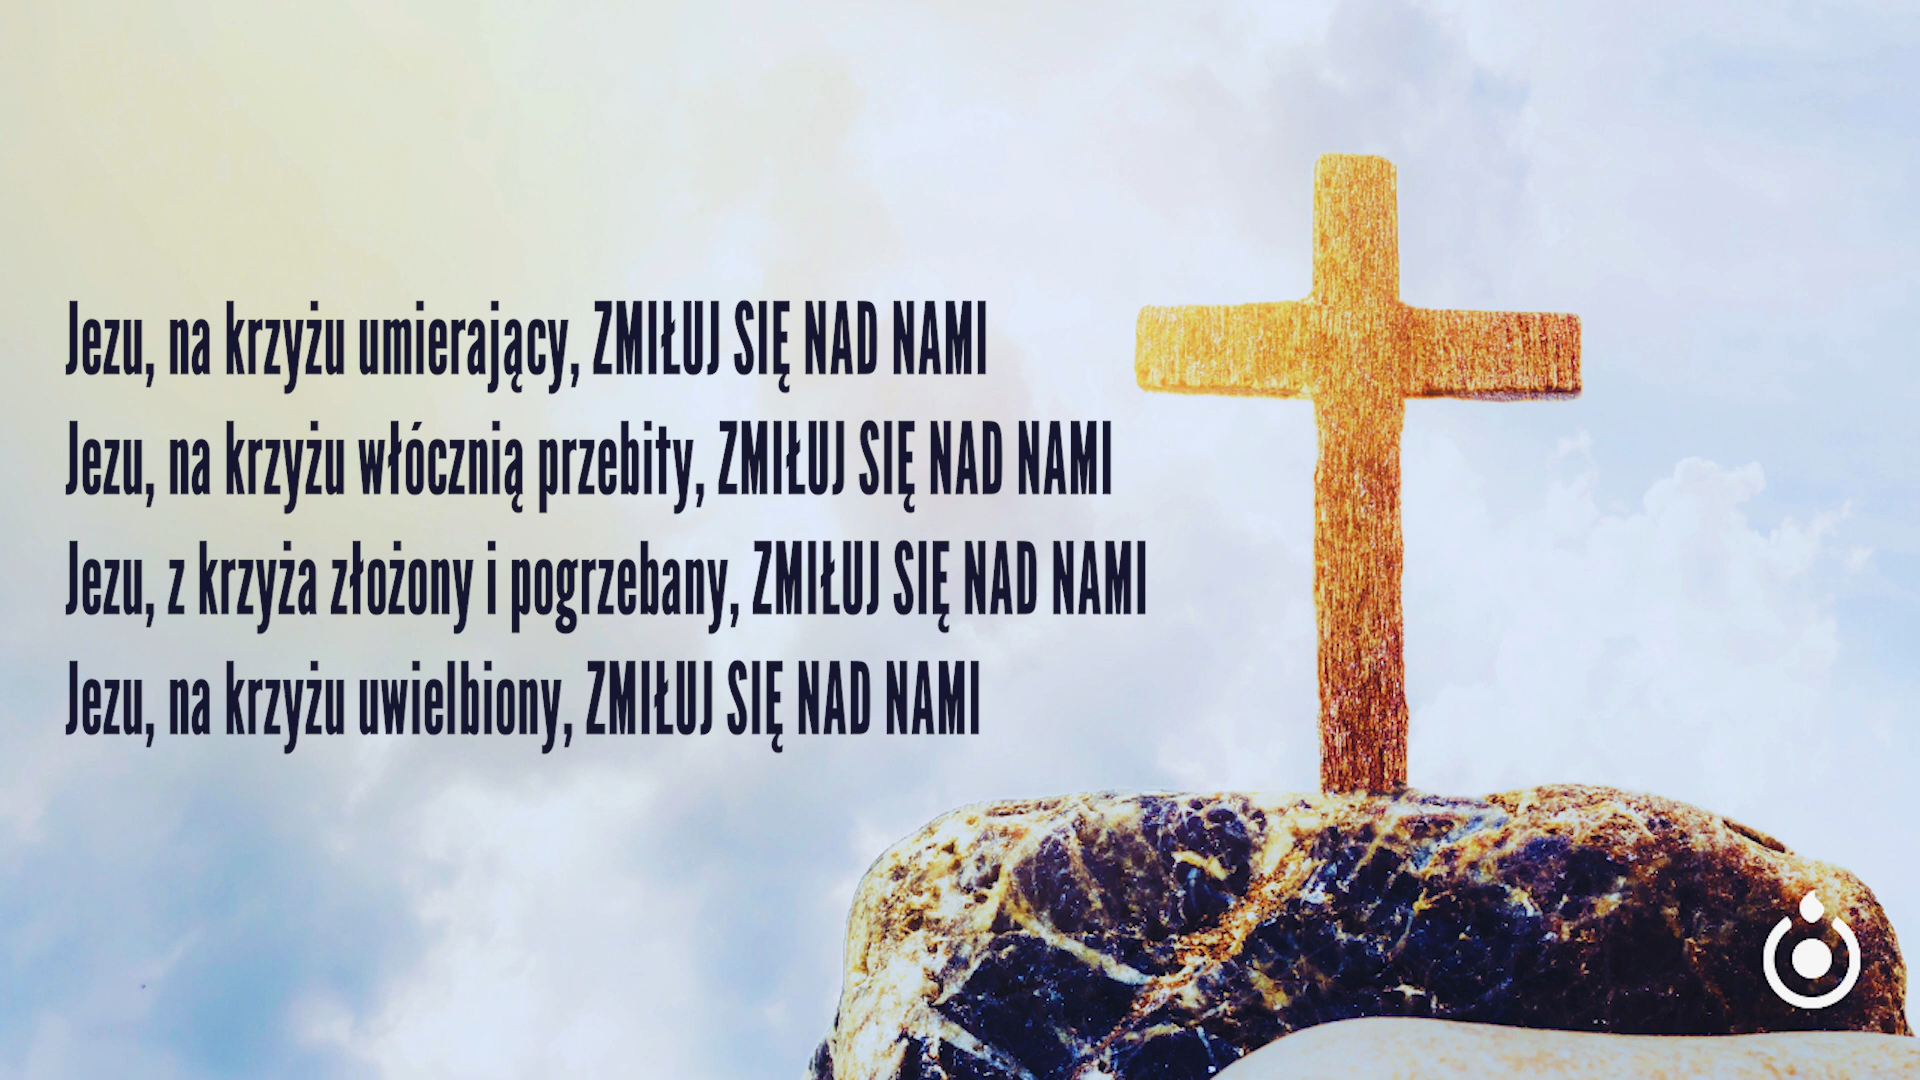 Jezu, na krzyżu umierający, ZMIŁUJ SIĘ NAD NAMI
Jezu, na krzyżu włócznią przebity, ZMIŁUJ SIĘ NAD NAMI
Jezu, z krzyża złożony i pogrzebany, ZMIŁUJ SIĘ NAD NAMI
Jezu, na krzyżu uwielbiony, ZMIŁUJ SIĘ NAD NAMI